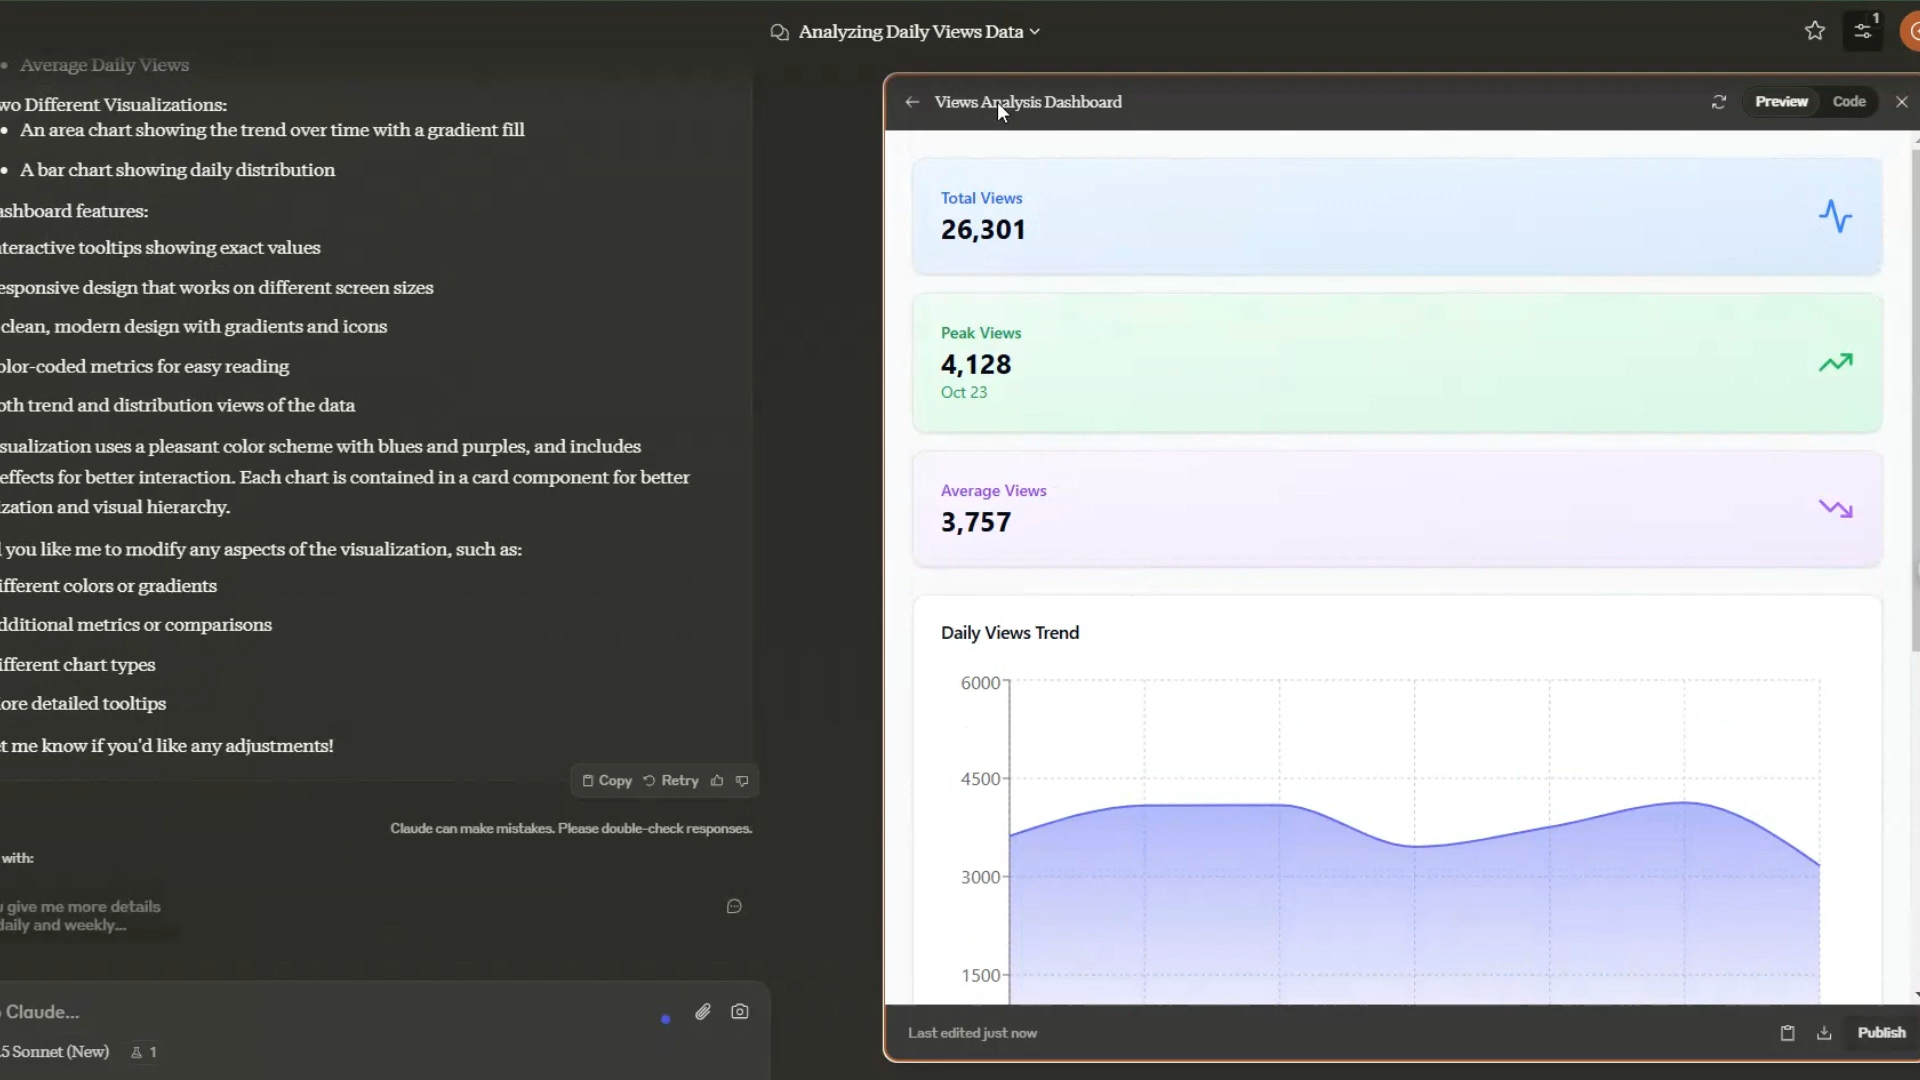 Analyzing Daily Views Data
1
Average Daily Views
wo Different Visualizations:
An area chart showing the trend over time with a gradient fill
A bar chart showing daily distribution
ashboard features:
nteractive tooltips showing exact values
esponsive design that works on different screen sizes
clean, modern design with gradients and icons
olor-coded metrics for easy reading
oth trend and distribution views of the data
sualization uses a pleasant color scheme with blues and purples, and includes
effects for better interaction. Each chart is contained in a card component for better
ization and visual hierarchy.
l you like me to modify any aspects of the visualization, such as:
ifferent colors or gradients
dditional metrics or comparisons
ifferent chart types
ore detailed tooltips
et me know if you'd like any adjustments!
Copy Retry
Claude can make mistakes. Please double-check responses.
with:
u give me more details
daily and weekly...
Claude...
.5 Sonnet (New) 1
Views Analysis Dashboard
Preview Code
Total Views
26,301
Peak Views
4,128
Oct 23
Average Views
3,757
Daily Views Trend
6000
4500
3000
1500
Last edited just now
Publish